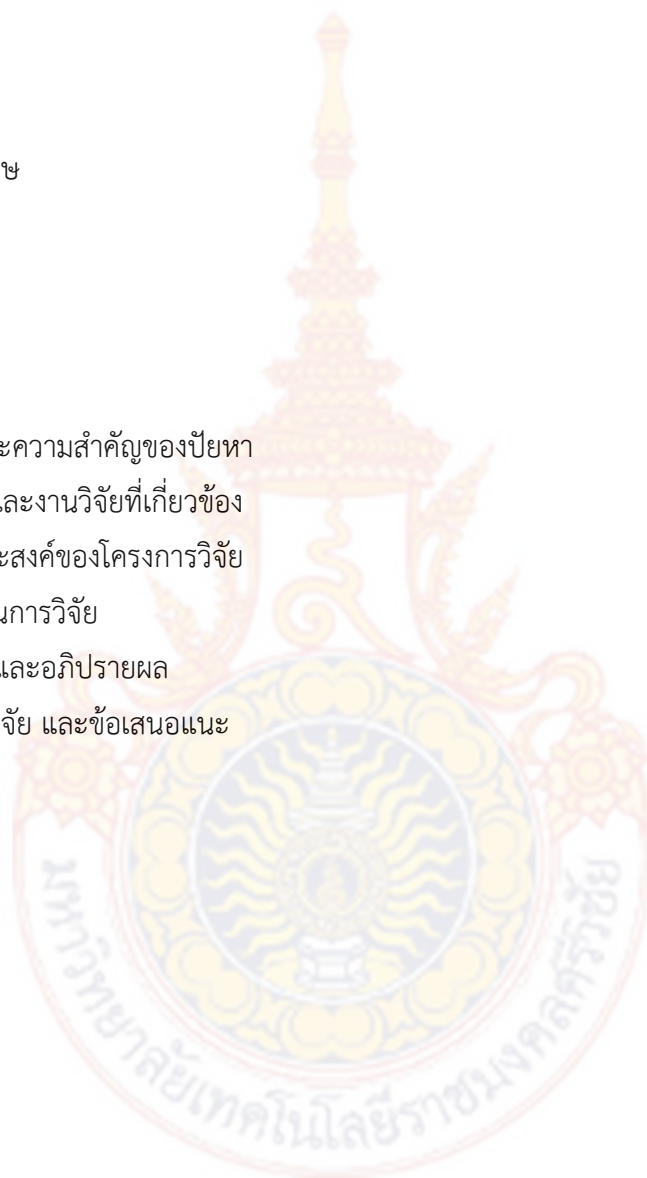 ษ
ะความสำคัญของปัยหา
และงานวิจัยที่เกี่ยวข้อง
ะสงค์ของโครงการวิจัย
นการวิจัย
และอภิปรายผล
จัย และข้อเสนอแนะ
มหาวิทยาลัยเทคโนโลยีราชมงคลศรีวิชัย